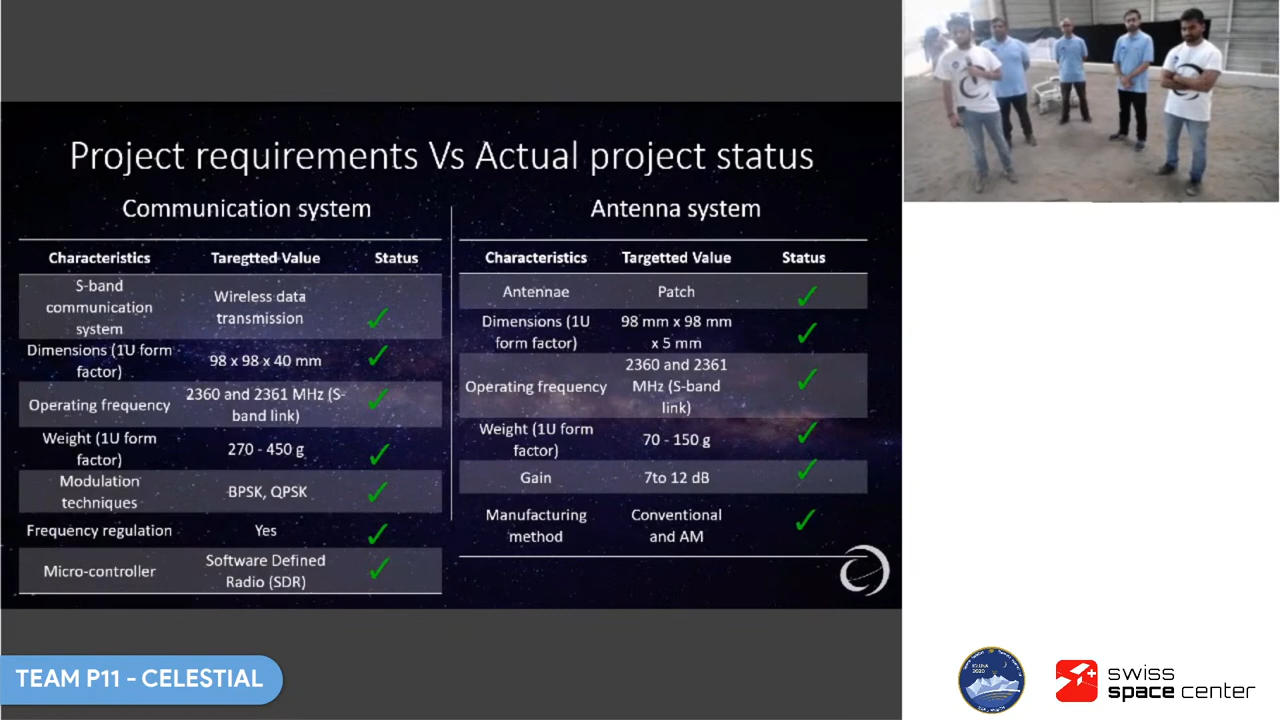 Project requirements Vs Actual project status
Communication system
Characteristics Taregtted Value Status
S-band
communication
system
Wireless data
transmission
Dimensions (1U form
factor)
98 x 98 x 40 mm
Operating frequency
2360 and 2361 MHz (S-
band link)
Weight (1U form
factor)
270 - 450 g
Modulation
techniques
BPSK, QPSK
Frequency regulation Yes
Micro-controller
Software Defined
Radio (SDR)
Antenna system
Characteristics Targetted Value Status
Antennae Patch
Dimensions (1U
form factor)
98 mm x 98 mm
x 5 mm
Operating frequency
2360 and 2361
MHz (S-band
link)
Weight (1U form
factor)
70 - 150 g
Gain 7to 12 dB
Manufacturing
method
Conventional
and AM
TEAM P11 - CELESTIAL
IGLUNA
2020
swiss
space center